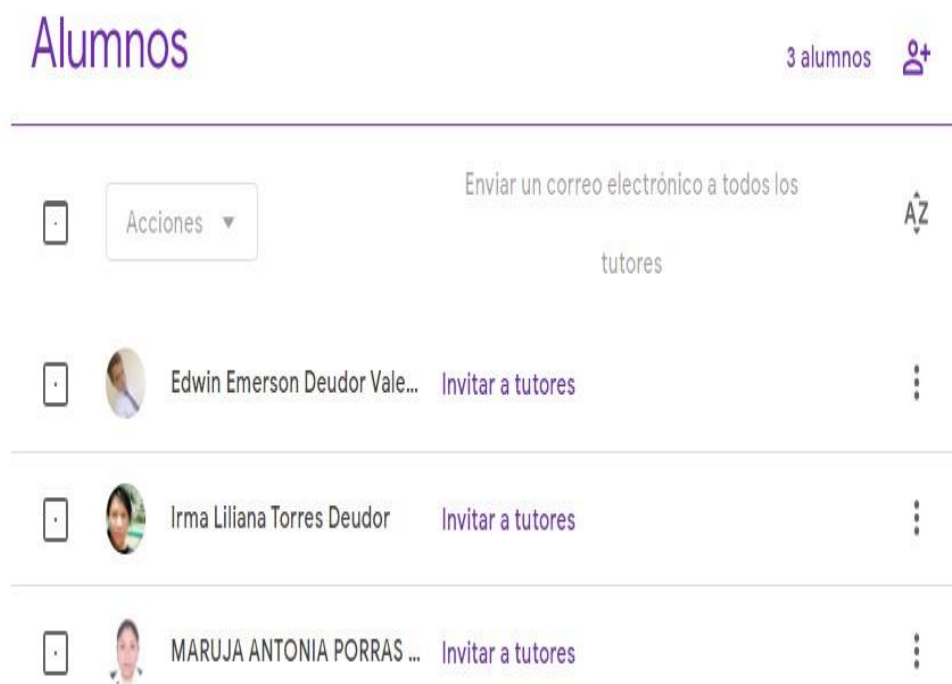 Alumnos
3 alumnos
Acciones
Enviar un correo electrónico a todos los
tutores
AZ
Edwin Emerson Deudor Vale... Invitar a tutores
Irma Liliana Torres Deudor Invitar a tutores
MARUJA ANTONIA PORRAS ... Invitar a tutores